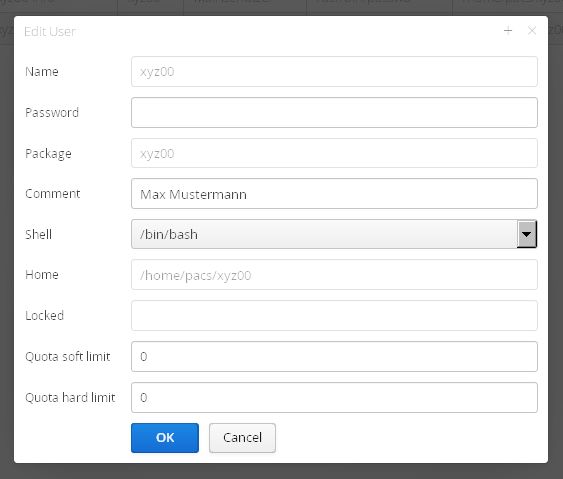 Edit User
Name xyz00
Password
Package xyz00
Comment Max Mustermann
Shell /bin/bash
Home /home/pacs/xyz00
Locked
Quota soft limit 0
Quota hard limit 0
OK Cancel